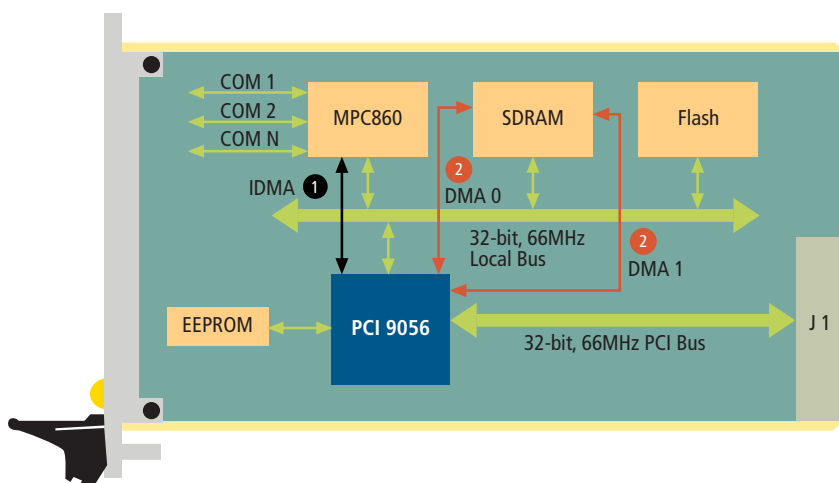 COM 1
COM 2
COM N
MPC860
SDRAM
Flash
IDMA 1
2
DMA 0
32-bit, 66MHz
Local Bus
2
DMA 1
EEPROM
PCI 9056
32-bit, 66MHz PCI Bus
J 1